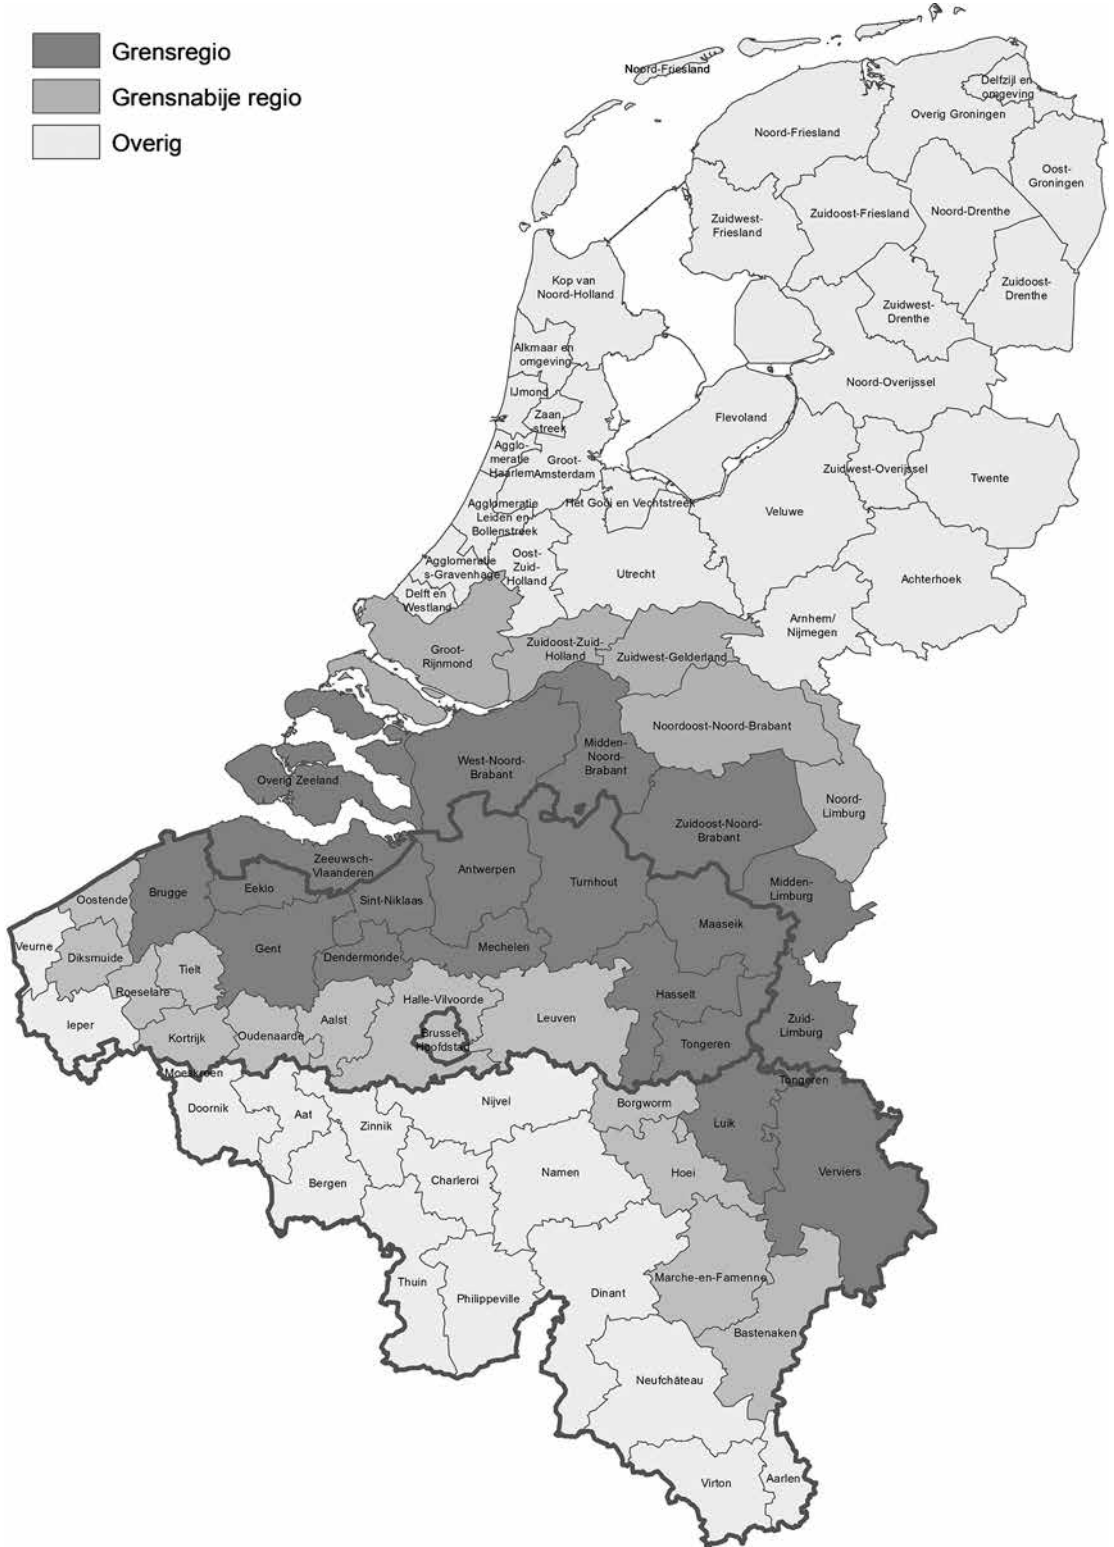 Grensregio
Grensnabije regio
Overig
Noord-Friesland
Delfzijl en
omgeving
Overig Groningen
Noord-Friesland
Oost-
Groningen
Zuidwest-
Friesland
Zuidoost-Friesland
Noord-Drenthe
Kop van
Noord-Holland
Zuidoost-
Drenthe
Zuidwest-
Drenthe
Alkmaar en
omgeving
IJmond
Noord-Overijssel
Zaan
streek
Flevoland
Agglo-
meratie
Haarlem
Groot-
Amsterdam
Zuidwest-Overijssel
Twente
Agglomeratie
Leiden en
Bollenstreek
Het Gooi en Vechtstreek
Veluwe
Agglomeratie
s-Gravenhage
Oost-
Zuid-
Holland
Utrecht
Achterhoek
Delft en
Westland
Arnhem/
Nijmegen
Groot-
Rijnmond
Zuidoost-Zuid-
Holland
Zuidwest-Gelderland
Noordoost-Noord-Brabant
West-Noord-
Brabant
Midden-
Noord-
Brabant
Overig Zeeland
Noord-
Limburg
Zuidoost-Noord-
Brabant
Zeeuwsch-
Vlaanderen
Antwerpen
Turnhout
Midden-
Limburg
Brugge
Eeklo
Oostende
Sint-Niklaas
Maaseik
Veurne
Diksmuide
Tielt
Gent
Dendermonde
Mechelen
Roeselare
Halle-Vilvoorde
Hasselt
Ieper
Kortrijk
Oudenaarde
Aalst
Brussel-
Hoofdstad
Leuven
Tongeren
Zuid-
Limburg
Moeskroen
Tongeren
Doornik
Aat
Zinnik
Nijvel
Borgworm
Luik
Bergen
Charleroi
Namen
Hoei
Verviers
Thuin
Philippeville
Dinant
Marche-en-Famenne
Bastenaken
Neufchâteau
Virton
Aarlen